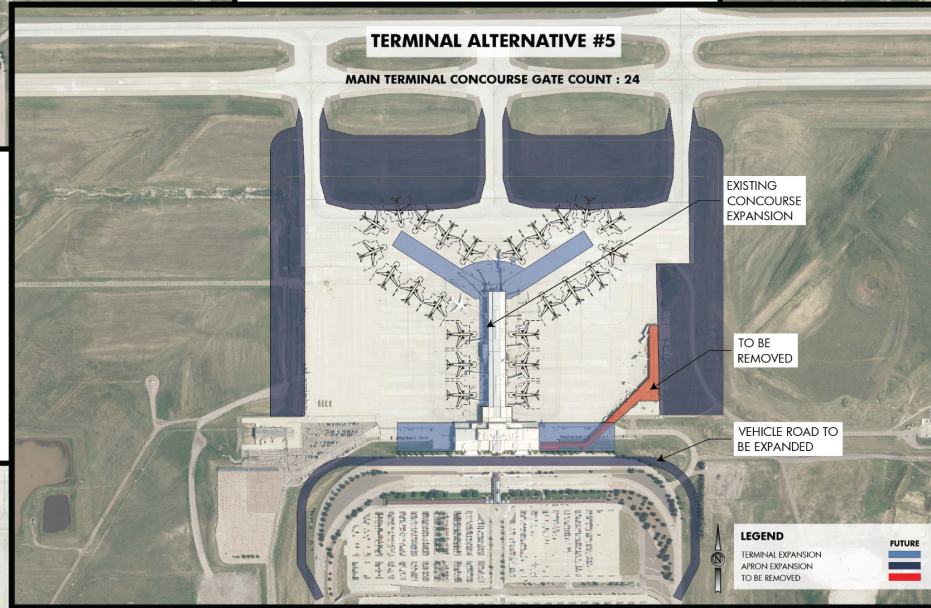 TERMINAL ALTERNATIVE #5
MAIN TERMINAL CONCOURSE GATE COUNT : 24
EXISTING
CONCOURSE
EXPANSION
TO BE
REMOVED
VEHICLE ROAD TO
BE EXPANDED
N
LEGEND
FUTURE
TERMINAL EXPANSION
APRON EXPANSION
TO BE REMOVED